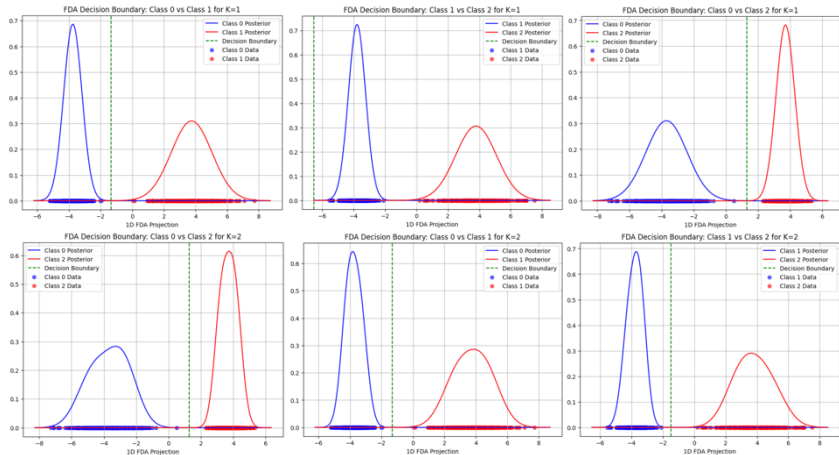 FDA Decision Boundary: Class 0 vs Class 1 for K=1
Class 0 Posterior
Class 1 Posterior
Decision Boundary
Class 0 Data
Class 1 Data
0.7
0.6
0.5
0.4
0.3
0.2
0.1
0.0
-6 -4 -2 0 2 4 6 8
1D FDA Projection
FDA Decision Boundary: Class 1 vs Class 2 for K=1
Class 1 Posterior
Class 2 Posterior
Decision Boundary
Class 1 Data
Class 2 Data
0.7
0.6
0.5
0.4
0.3
0.2
0.1
0.0
-6 -4 -2 0 2 4 6 8
1D FDA Projection
FDA Decision Boundary: Class 0 vs Class 2 for K=1
Class 0 Posterior
Class 2 Posterior
Decision Boundary
Class 0 Data
Class 2 Data
0.7
0.6
0.5
0.4
0.3
0.2
0.1
0.0
-8 -6 -4 -2 0 2 4 6
1D FDA Projection
FDA Decision Boundary: Class 0 vs Class 2 for K=2
Class 0 Posterior
Class 2 Posterior
Decision Boundary
Class 0 Data
Class 2 Data
0.6
0.5
0.4
0.3
0.2
0.1
0.0
-8 -6 -4 -2 0 2 4 6
1D FDA Projection
FDA Decision Boundary: Class 0 vs Class 1 for K=2
Class 0 Posterior
Class 1 Posterior
Decision Boundary
Class 0 Data
Class 1 Data
0.7
0.6
0.5
0.4
0.3
0.2
0.1
0.0
-6 -4 -2 0 2 4 6 8
1D FDA Projection
FDA Decision Boundary: Class 1 vs Class 2 for K=2
Class 1 Posterior
Class 2 Posterior
Decision Boundary
Class 1 Data
Class 2 Data
0.7
0.6
0.5
0.4
0.3
0.2
0.1
0.0
-6 -4 -2 0 2 4 6 8
1D FDA Projection